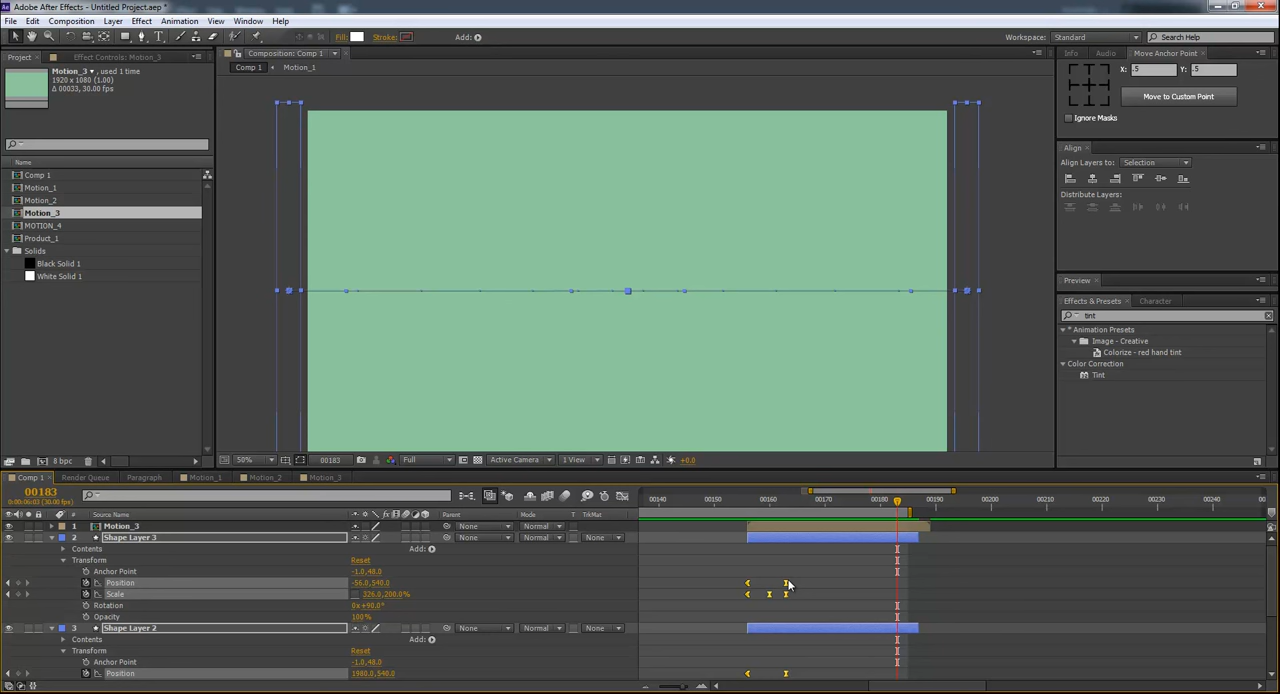 Adobe After Effects - Untitled Project.aep *
File Edit Composition Layer Effect Animation View Window Help
Fill: Stroke: Add: Workspace: Standard Search Help
Project Effect Controls: Motion_3 Composition: Comp 1 Info Audio Move Anchor Point
Comp 1 Motion_1
Motion_3 , used 1 time
1920 x 1080 (1.00)
Δ 00033, 30.00 fps
X: .5 Y: .5
Move to Custom Point
Ignore Masks
Name
Comp 1
Motion_1
Motion_2
Motion_3
MOTION_4
Product_1
Solids
Black Solid 1
White Solid 1
Align
Align Layers to: Selection
Distribute Layers:
Preview
Effects & Presets Character
tint
* Animation Presets
Image - Creative
Colorize - red hand tint
Color Correction
Tint
8 bpc 50% 00183 Full Active Camera 1 View +0.0
Comp 1 Render Queue Paragraph Motion_1 Motion_2 Motion_3
00183
0:00:06:03 (30.00 fps)
00140 00150 00160 00170 00180 00190 00200 00210 00220 00230 00240
# Source Name Parent Mode T TrkMat
1 Motion_3 None Normal
2 Shape Layer 3 None Normal None
Contents Add:
Transform Reset
Anchor Point -1.0,48.0
Position -56.0,540.0
Scale 326.0,200.0%
Rotation 0x+90.0°
Opacity 100%
3 Shape Layer 2 None Normal None
Contents Add:
Transform Reset
Anchor Point -1.0,48.0
Position 1980.0,540.0